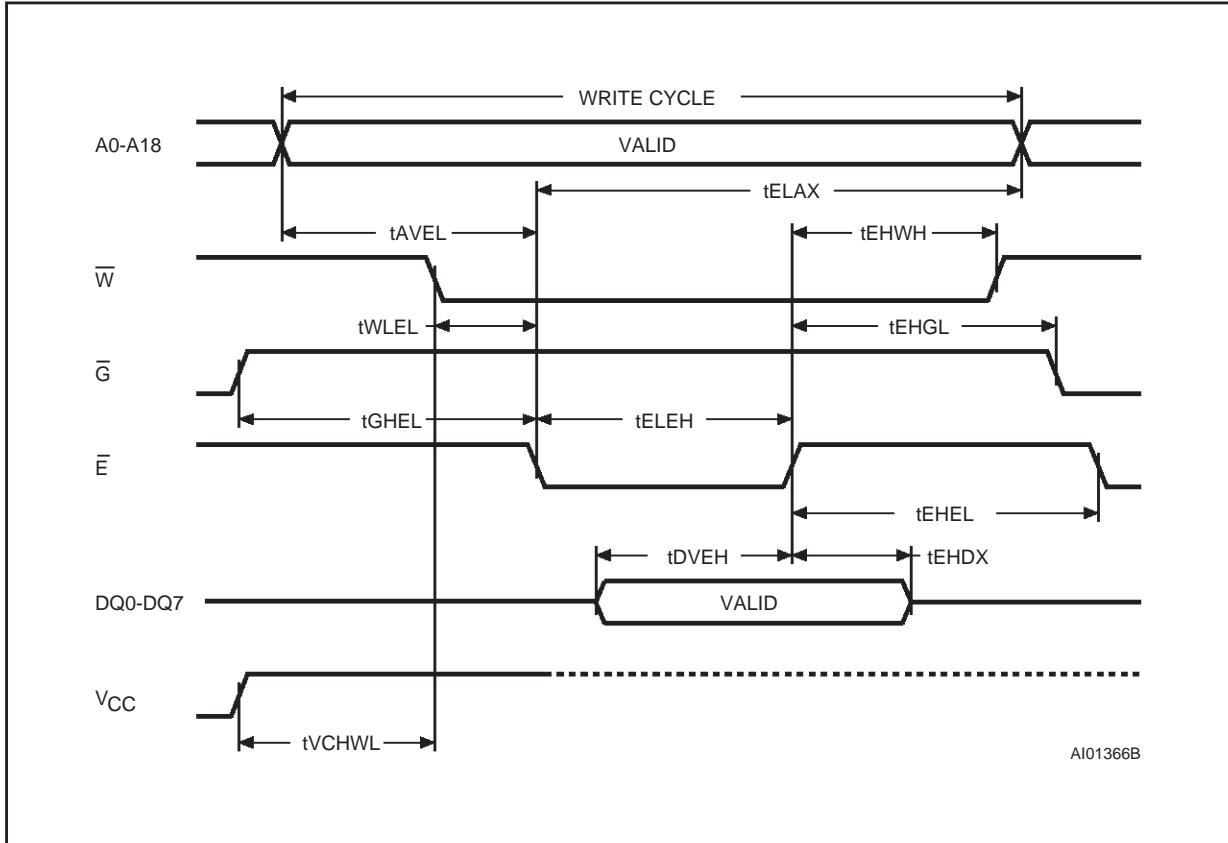 WRITE CYCLE
A0-A18
VALID
tELAX
tAVEL
tEHWH
W̅
tWLEL
tEHGL
G̅
tGHEL
tELEH
E̅
tEHEL
tDVEH
tEHDX
DQ0-DQ7
VALID
VCC
tVCHWL
AI01366B